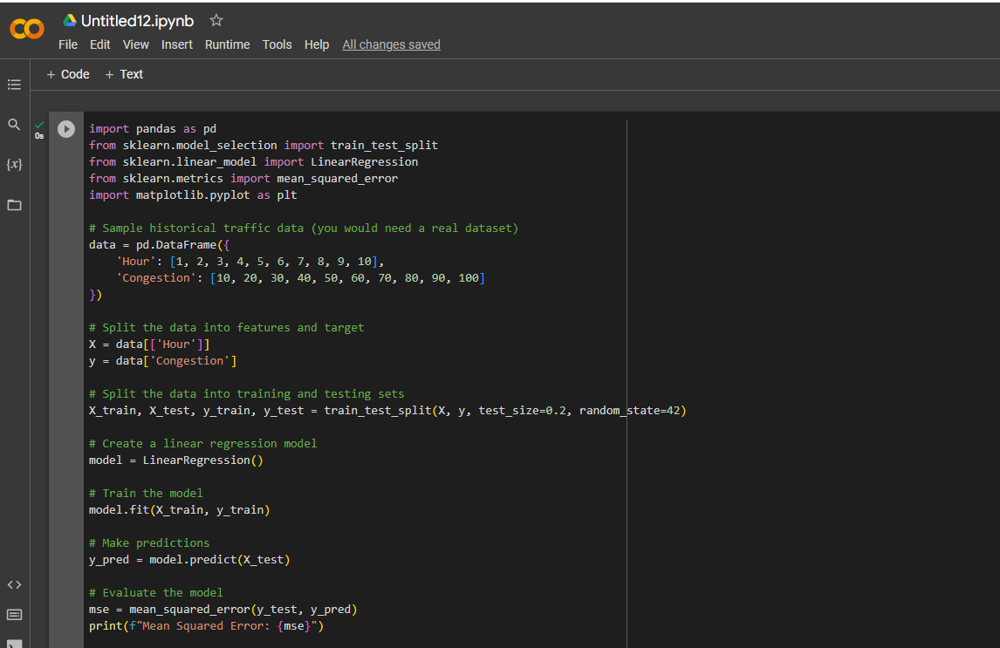 Untitled12.ipynb
File Edit View Insert Runtime Tools Help All changes saved
+ Code + Text
0s
import pandas as pd
from sklearn.model_selection import train_test_split
from sklearn.linear_model import LinearRegression
from sklearn.metrics import mean_squared_error
import matplotlib.pyplot as plt
# Sample historical traffic data (you would need a real dataset)
data = pd.DataFrame({
    'Hour': [1, 2, 3, 4, 5, 6, 7, 8, 9, 10],
    'Congestion': [10, 20, 30, 40, 50, 60, 70, 80, 90, 100]
})
# Split the data into features and target
X = data[['Hour']]
y = data['Congestion']
# Split the data into training and testing sets
X_train, X_test, y_train, y_test = train_test_split(X, y, test_size=0.2, random_state=42)
# Create a linear regression model
model = LinearRegression()
# Train the model
model.fit(X_train, y_train)
# Make predictions
y_pred = model.predict(X_test)
# Evaluate the model
mse = mean_squared_error(y_test, y_pred)
print(f"Mean Squared Error: {mse}")